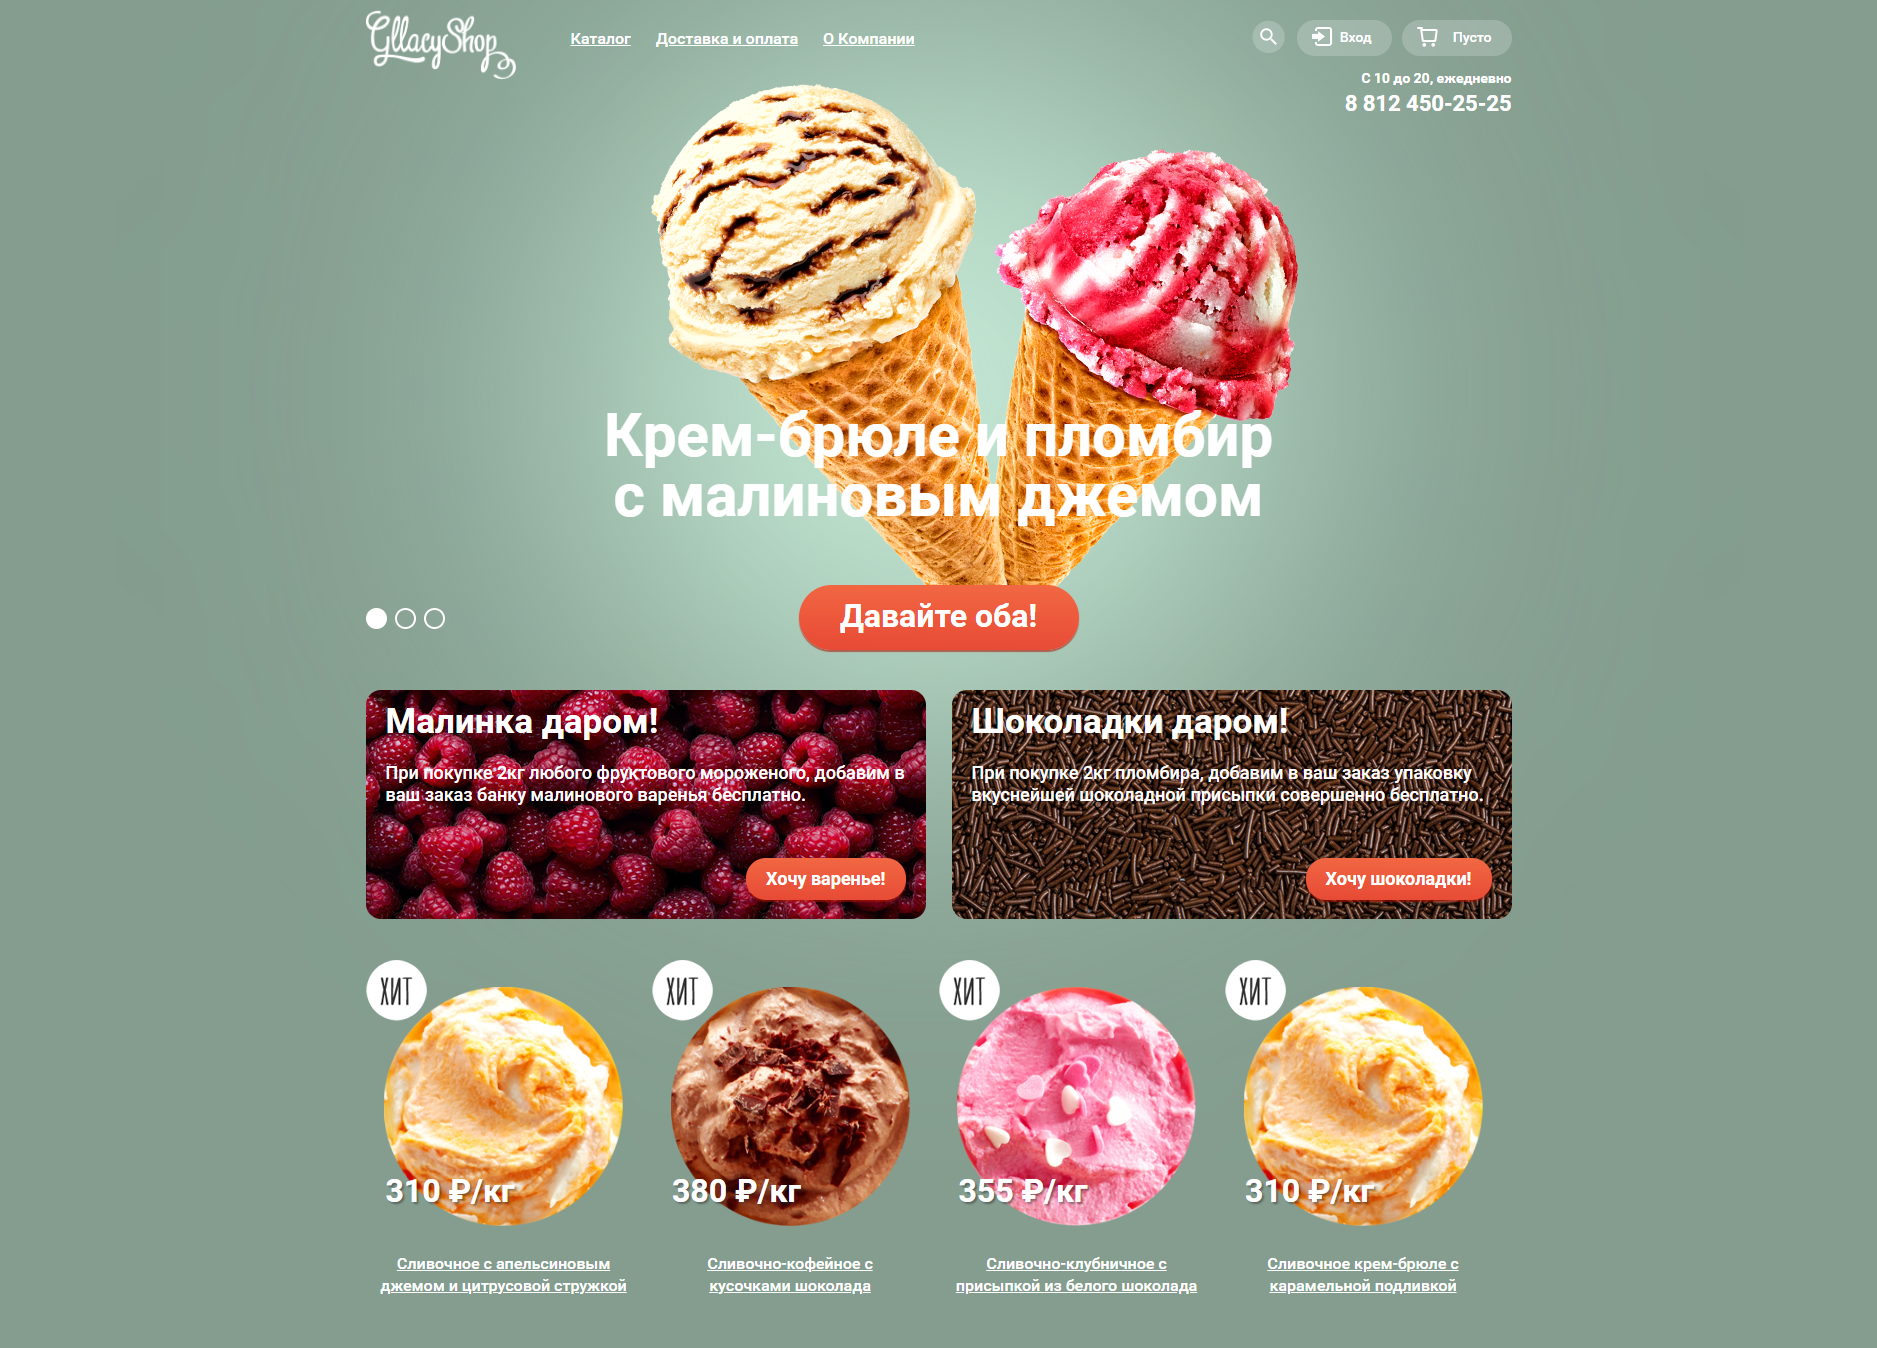 GllacyShop
Каталог Доставка и оплата О Компании
Вход Пусто
С 10 до 20, ежедневно
8 812 450-25-25
Крем-брюле и пломбир
с малиновым джемом
Давайте оба!
Малинка даром!
При покупке 2кг любого фруктового мороженого, добавим в
ваш заказ банку малинового варенья бесплатно.
Хочу варенье!
Шоколадки даром!
При покупке 2кг пломбира, добавим в ваш заказ упаковку
вкуснейшей шоколадной присыпки совершенно бесплатно.
Хочу шоколадки!
ХИТ
310 ₽/кг
Сливочное с апельсиновым
джемом и цитрусовой стружкой
ХИТ
380 ₽/кг
Сливочно-кофейное с
кусочками шоколада
ХИТ
355 ₽/кг
Сливочно-клубничное с
присыпкой из белого шоколада
ХИТ
310 ₽/кг
Сливочное крем-брюле с
карамельной подливкой